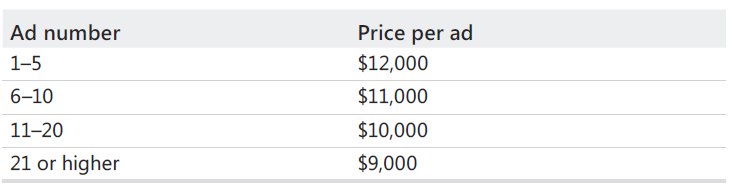 Ad number Price per ad
1–5 $12,000
6–10 $11,000
11–20 $10,000
21 or higher $9,000